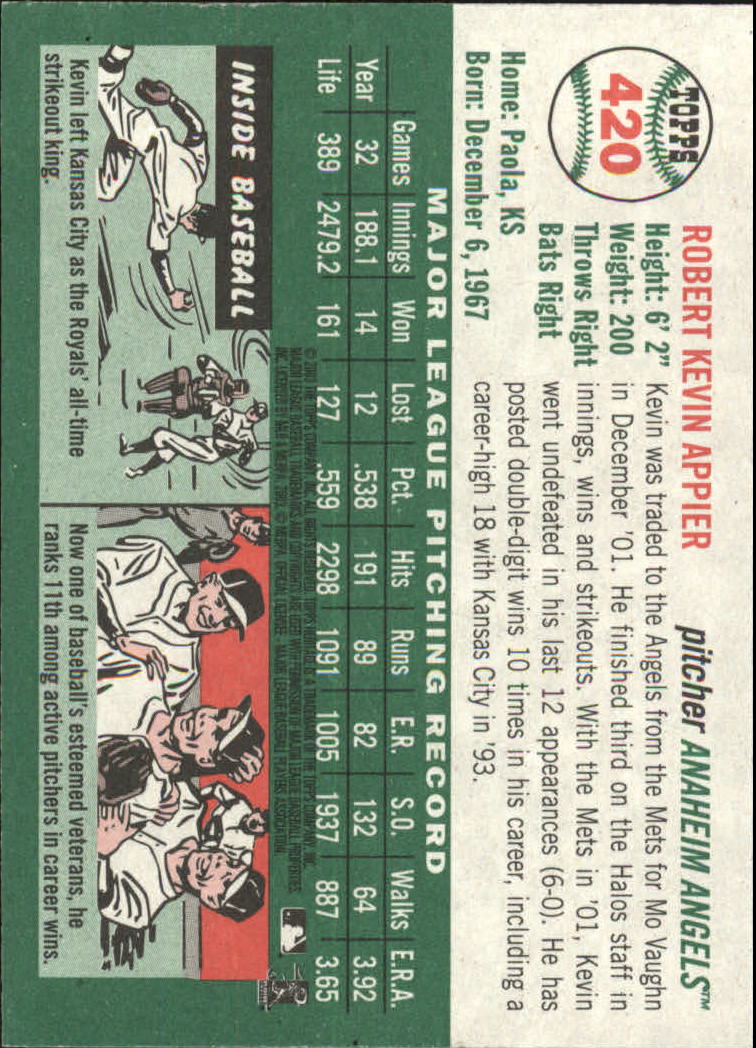 TOPPS
420
ROBERT KEVIN APPIER
pitcher ANAHEIM ANGELS™
Height: 6' 2"
Weight: 200
Throws Right
Bats Right
Home: Paola, KS
Born: December 6, 1967
Kevin was traded to the Angels from the Mets for Mo Vaughn
in December '01. He finished third on the Halos staff in
innings, wins and strikeouts. With the Mets in '01, Kevin
went undefeated in his last 12 appearances (6-0). He has
posted double-digit wins 10 times in his career, including a
career-high 18 with Kansas City in '93.
MAJOR LEAGUE PITCHING RECORD
Games Innings Won Lost Pct. Hits Runs E.R. S.O. Walks E.R.A.
Year 32 188.1 14 12 .538 191 89 82 132 64 3.92
Life 389 2479.2 161 127 .559 2298 1091 1005 1937 887 3.65
INSIDE BASEBALL
Kevin left Kansas City as the Royals' all-time
strikeout king.
Now one of baseball's esteemed veterans, he
ranks 11th among active pitchers in career wins.